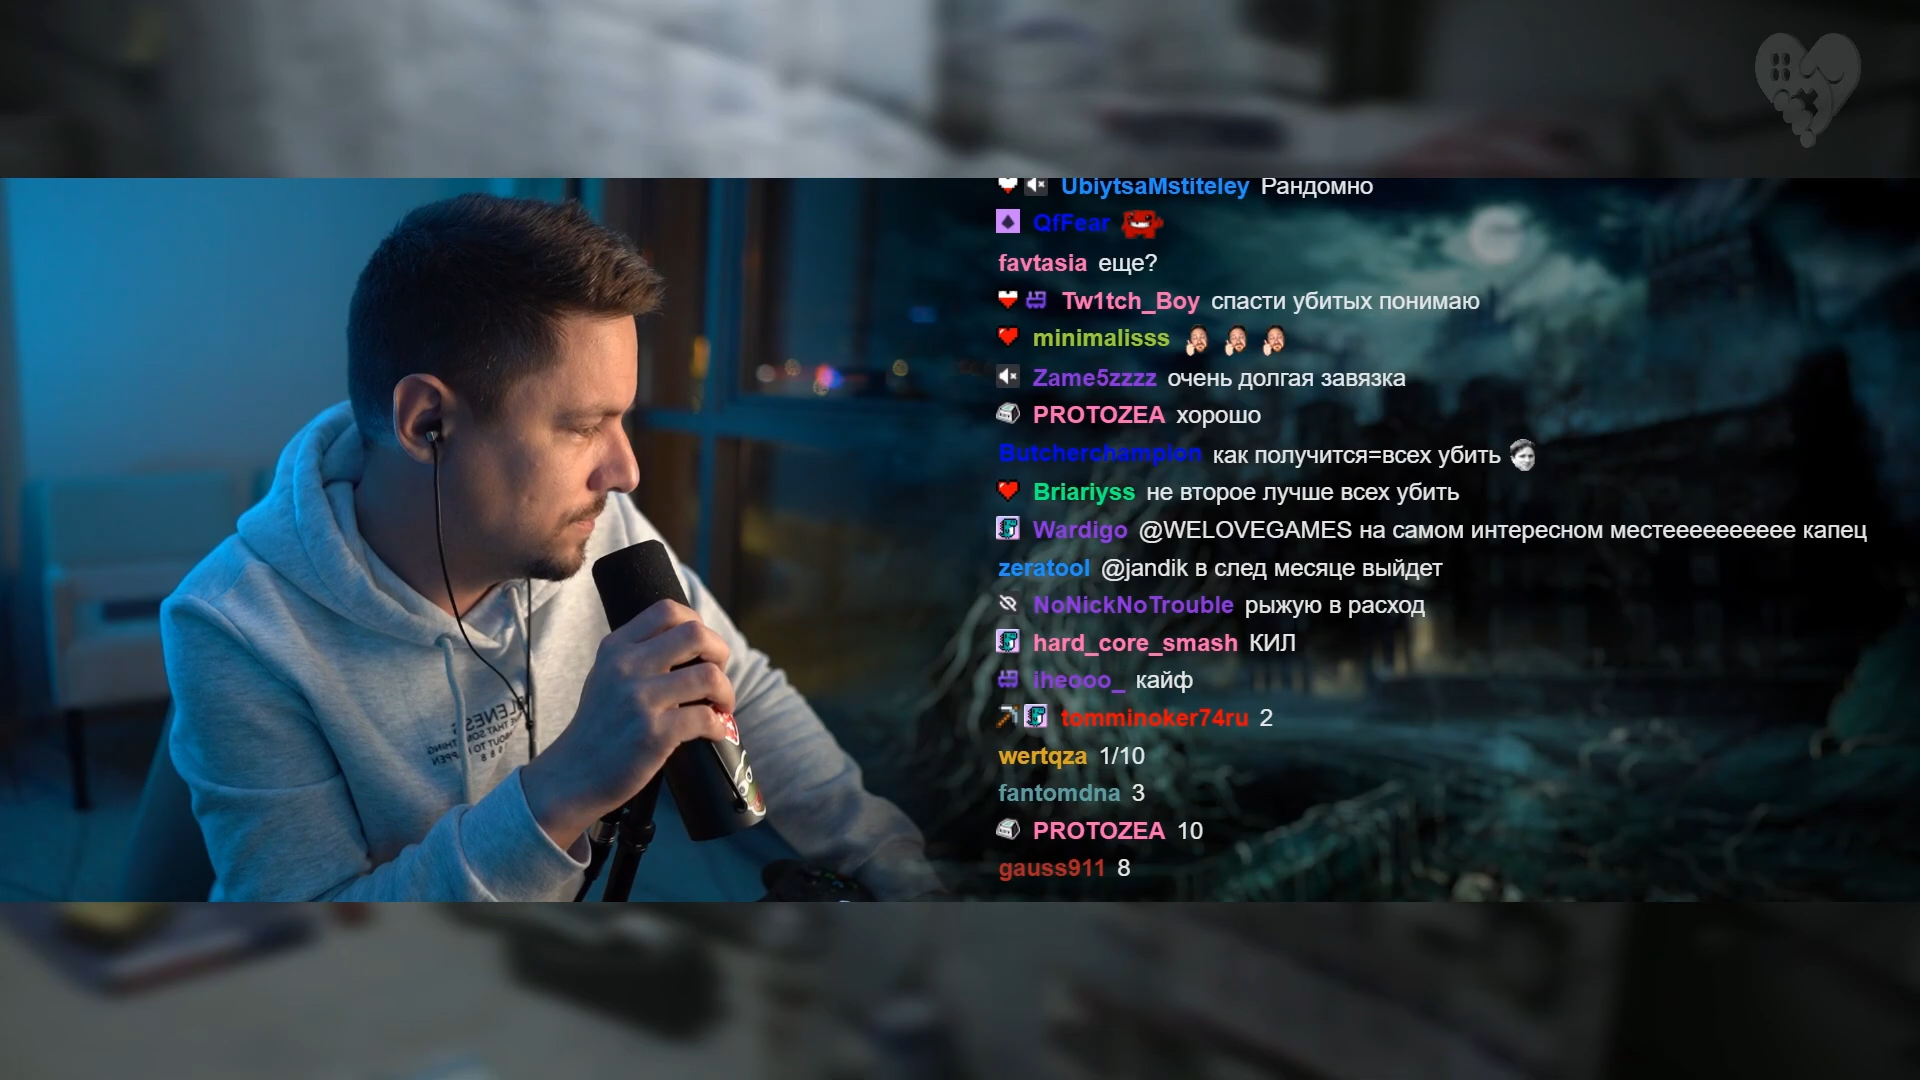 UbiytsaMstiteley Рандомно
QfFear
favtasia еще?
Tw1tch_Boy спасти убитых понимаю
minimalisss
Zame5zzzz очень долгая завязка
PROTOZEA хорошо
Butcherchampion как получится=всех убить
Briariyss не второе лучше всех убить
Wardigo @WELOVEGAMES на самом интересном местеееееееееe капец
zeratool @jandik в след месяце выйдет
NoNickNoTrouble рыжую в расход
hard_core_smash КИЛ
iheooo_ кайф
tomminoker74ru 2
wertqza 1/10
fantomdna 3
PROTOZEA 10
gauss911 8